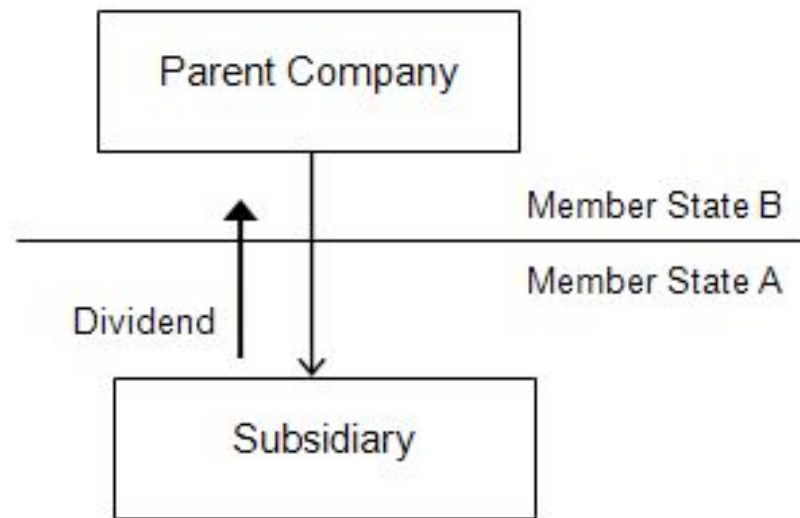 Parent Company
Member State B
Member State A
Dividend
Subsidiary